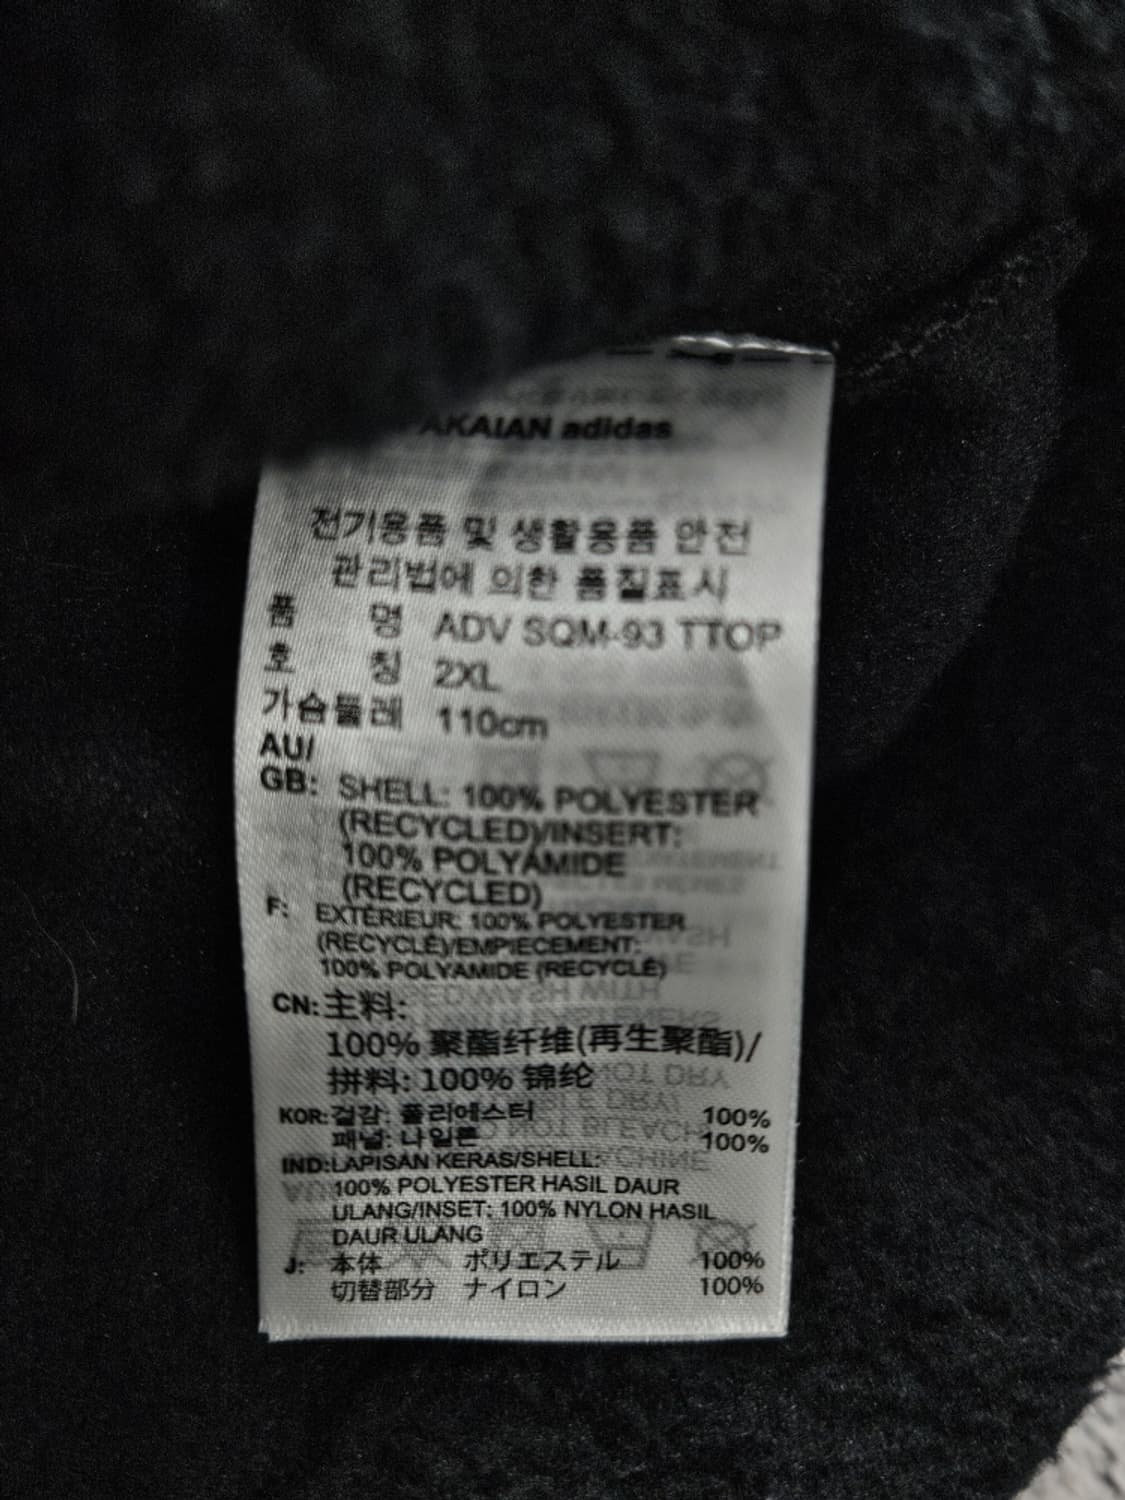 AKAIAN adidas
전기용품 및 생활용품 안전
관리법에 의한 품질표시
품 명 ADV SQM-93 TTOP
호 칭 2XL
가슴둘레 110cm
AU/
GB: SHELL: 100% POLYESTER
(RECYCLED)/INSERT:
100% POLYAMIDE
(RECYCLED)
F: EXTÉRIEUR: 100% POLYESTER
(RECYCLÉ)/EMPIECEMENT:
100% POLYAMIDE (RECYCLÉ)
CN:主料:
100% 聚酯纤维(再生聚酯)/
拼料: 100% 锦纶
KOR:겉감: 폴리에스터 100%
패널: 나일론 100%
IND:LAPISAN KERAS/SHELL:
100% POLYESTER HASIL DAUR
ULANG/INSET: 100% NYLON HASIL
DAUR ULANG
J: 本体 ポリエステル 100%
切替部分 ナイロン 100%